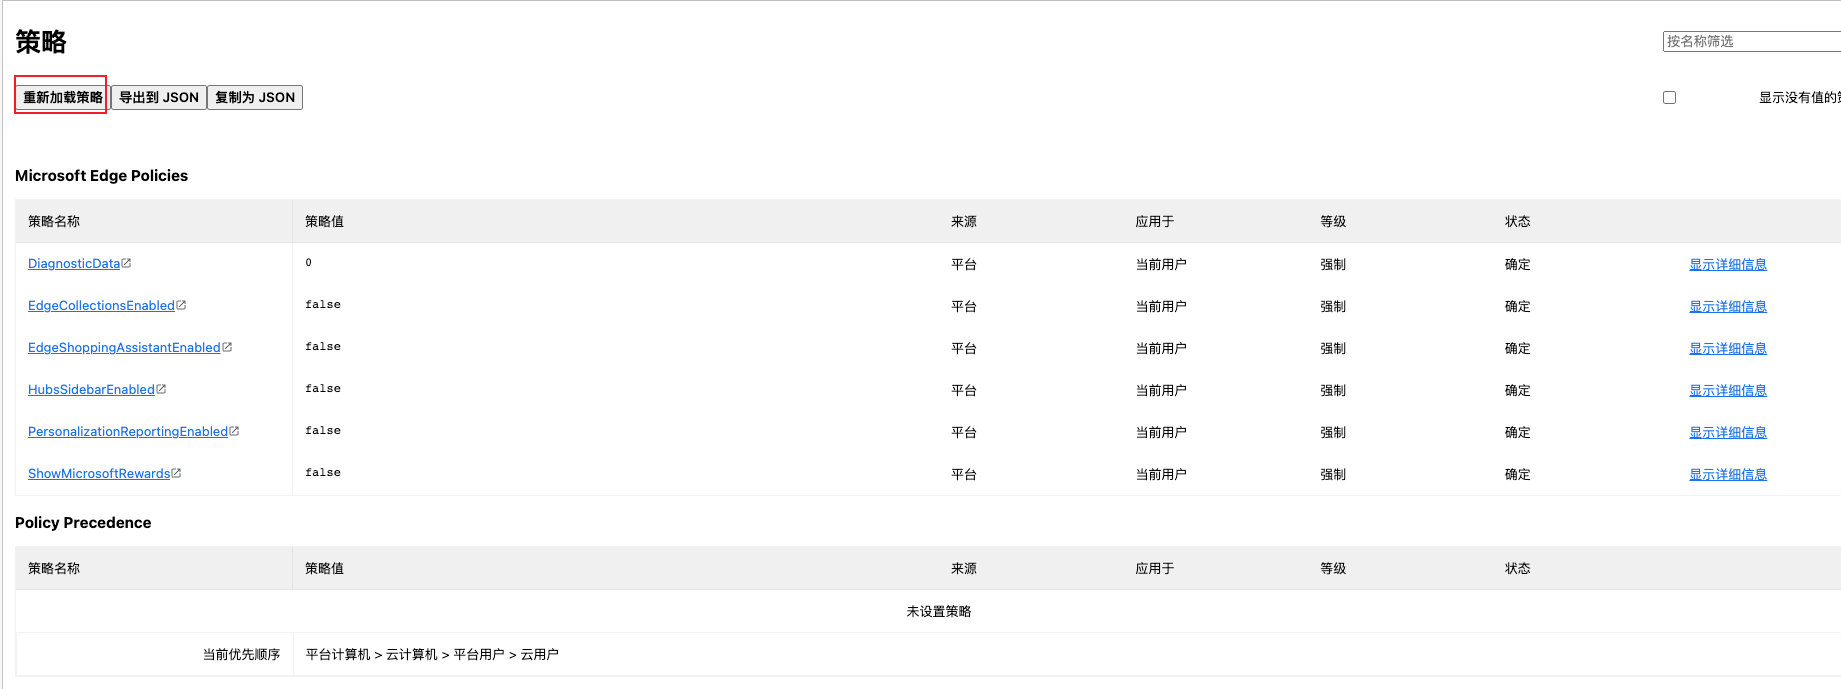 策略
按名称筛选
重新加载策略 导出到 JSON 复制为 JSON
显示没有值的
Microsoft Edge Policies
策略名称 策略值 来源 应用于 等级 状态
DiagnosticData 0 平台 当前用户 强制 确定 显示详细信息
EdgeCollectionsEnabled false 平台 当前用户 强制 确定 显示详细信息
EdgeShoppingAssistantEnabled false 平台 当前用户 强制 确定 显示详细信息
HubsSidebarEnabled false 平台 当前用户 强制 确定 显示详细信息
PersonalizationReportingEnabled false 平台 当前用户 强制 确定 显示详细信息
ShowMicrosoftRewards false 平台 当前用户 强制 确定 显示详细信息
Policy Precedence
策略名称 策略值 来源 应用于 等级 状态
未设置策略
当前优先顺序 平台计算机 > 云计算机 > 平台用户 > 云用户